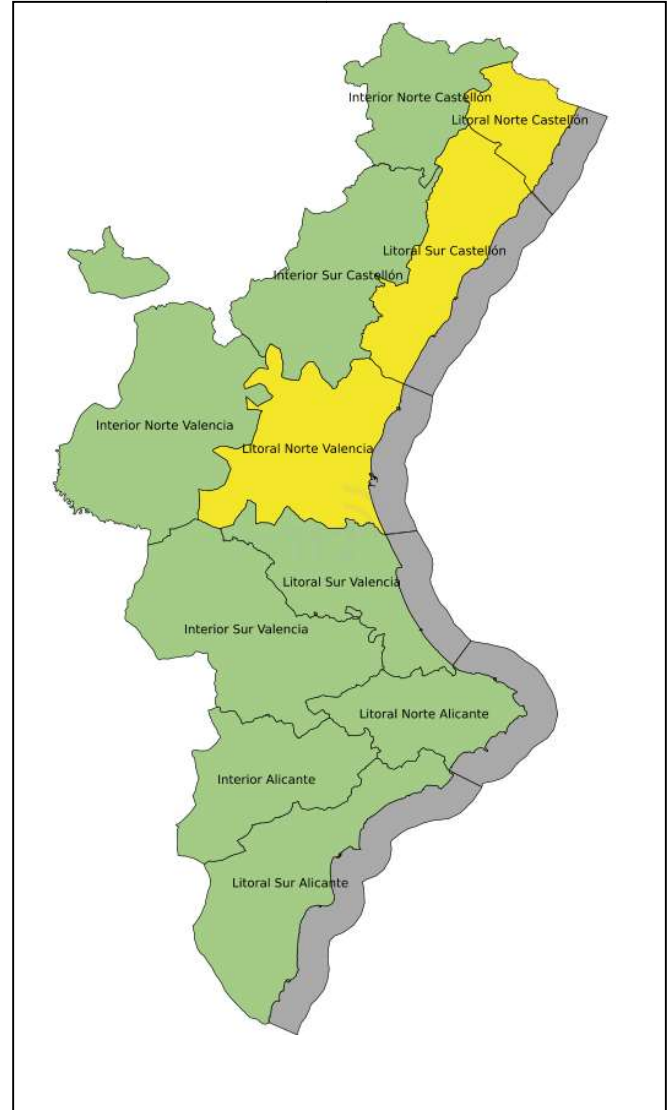 Interior Norte Castellón
Litoral Norte Castellón
Litoral Sur Castellón
Interior Sur Castellón
Interior Norte Valencia
Litoral Norte Valencia
Litoral Sur Valencia
Interior Sur Valencia
Litoral Norte Alicante
Interior Alicante
Litoral Sur Alicante